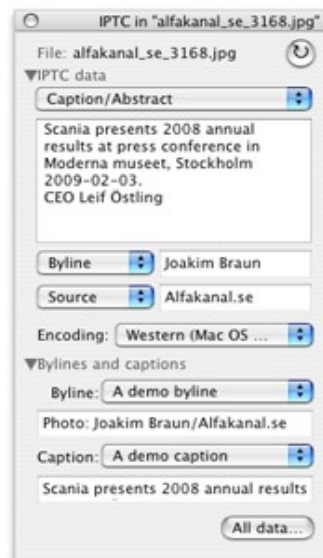 IPTC in "alfakanal_se_3168.jpg"
File: alfakanal_se_3168.jpg
IPTC data
Caption/Abstract
Scania presents 2008 annual
results at press conference in
Moderna museet, Stockholm
2009-02-03.
CEO Leif Östling
Byline Joakim Braun
Source Alfakanal.se
Encoding: Western (Mac OS ...
Bylines and captions
Byline: A demo byline
Photo: Joakim Braun/Alfakanal.se
Caption: A demo caption
Scania presents 2008 annual results
All data...